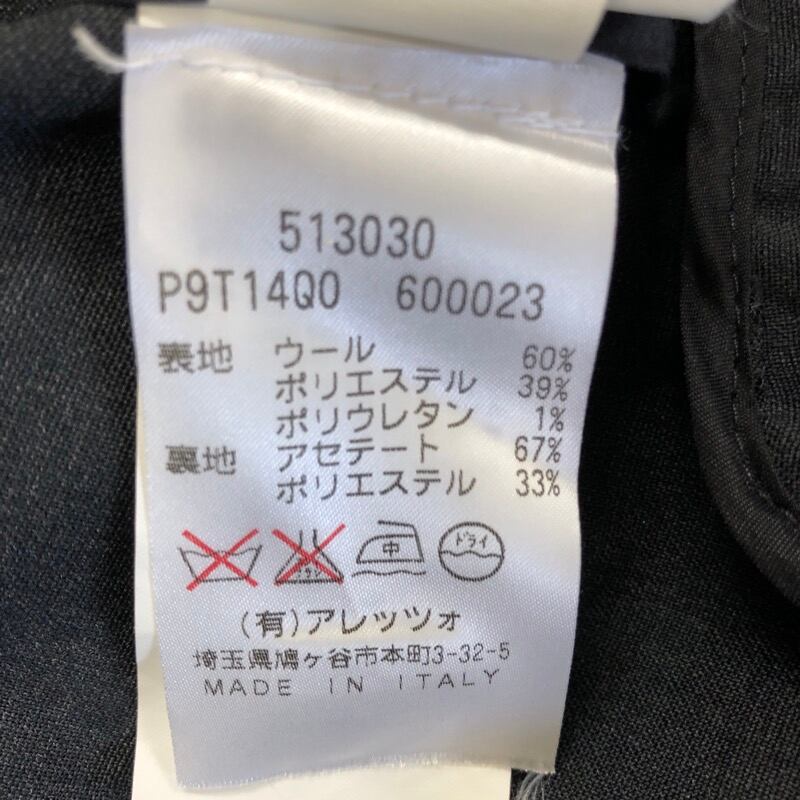 513030
P9T14Q0 600023
表地 ウール 60%
ポリエステル 39%
ポリウレタン 1%
裏地 アセテート 67%
ポリエステル 33%
中 ドライ
(有)アレッツォ
埼玉県鳩ヶ谷市本町3-32-5
MADE IN ITALY